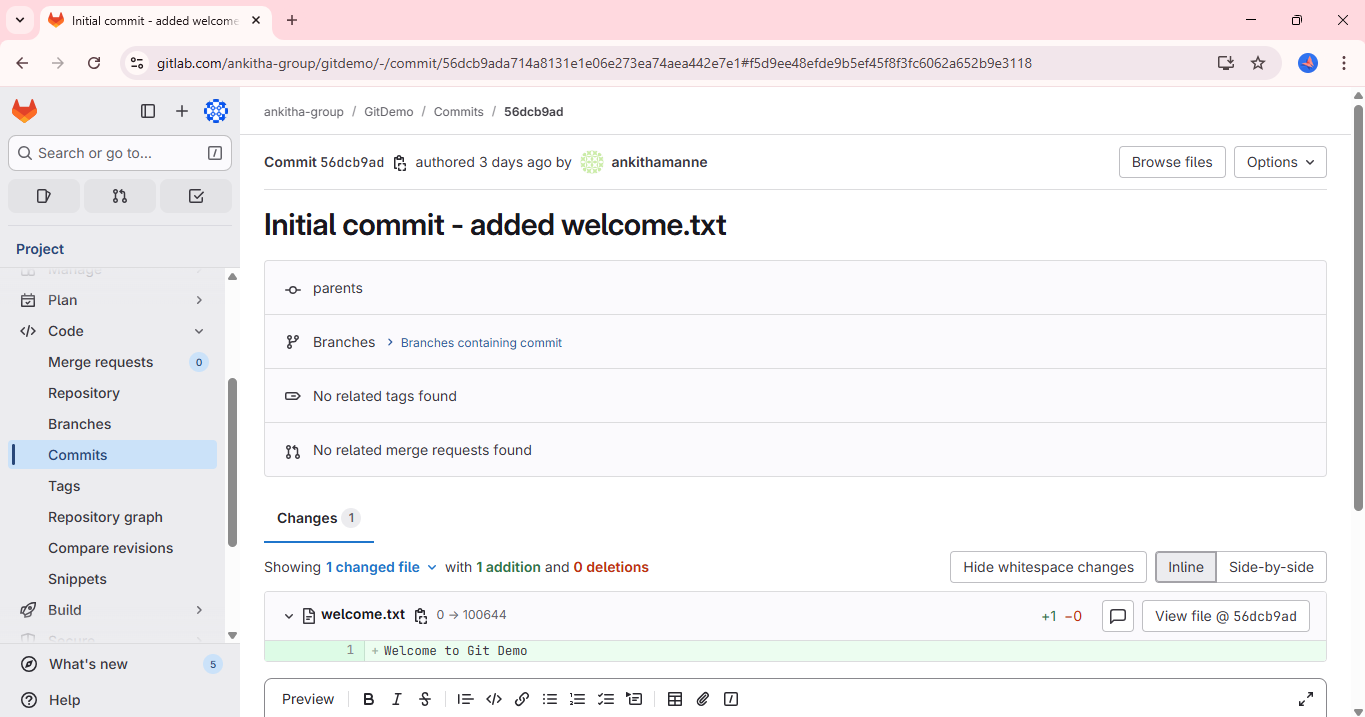 Initial commit - added welcome
gitlab.com/ankitha-group/gitdemo/-/commit/56dcb9ada714a8131e1e06e273ea74aea442e7e1#f5d9ee48efde9b5ef45f8f3fc6062a652b9e3118
ankitha-group / GitDemo / Commits / 56dcb9ad
Search or go to... /
Commit 56dcb9ad authored 3 days ago by ankithamanne
Browse files
Options
Initial commit - added welcome.txt
Project
Manage
Plan
Code
Merge requests 0
Repository
Branches
Commits
Tags
Repository graph
Compare revisions
Snippets
Build
Secure
What's new 5
Help
parents
Branches > Branches containing commit
No related tags found
No related merge requests found
Changes 1
Showing 1 changed file with 1 addition and 0 deletions
Hide whitespace changes
Inline
Side-by-side
welcome.txt 0 → 100644
+1 −0
View file @ 56dcb9ad
1 + Welcome to Git Demo
Preview B I S